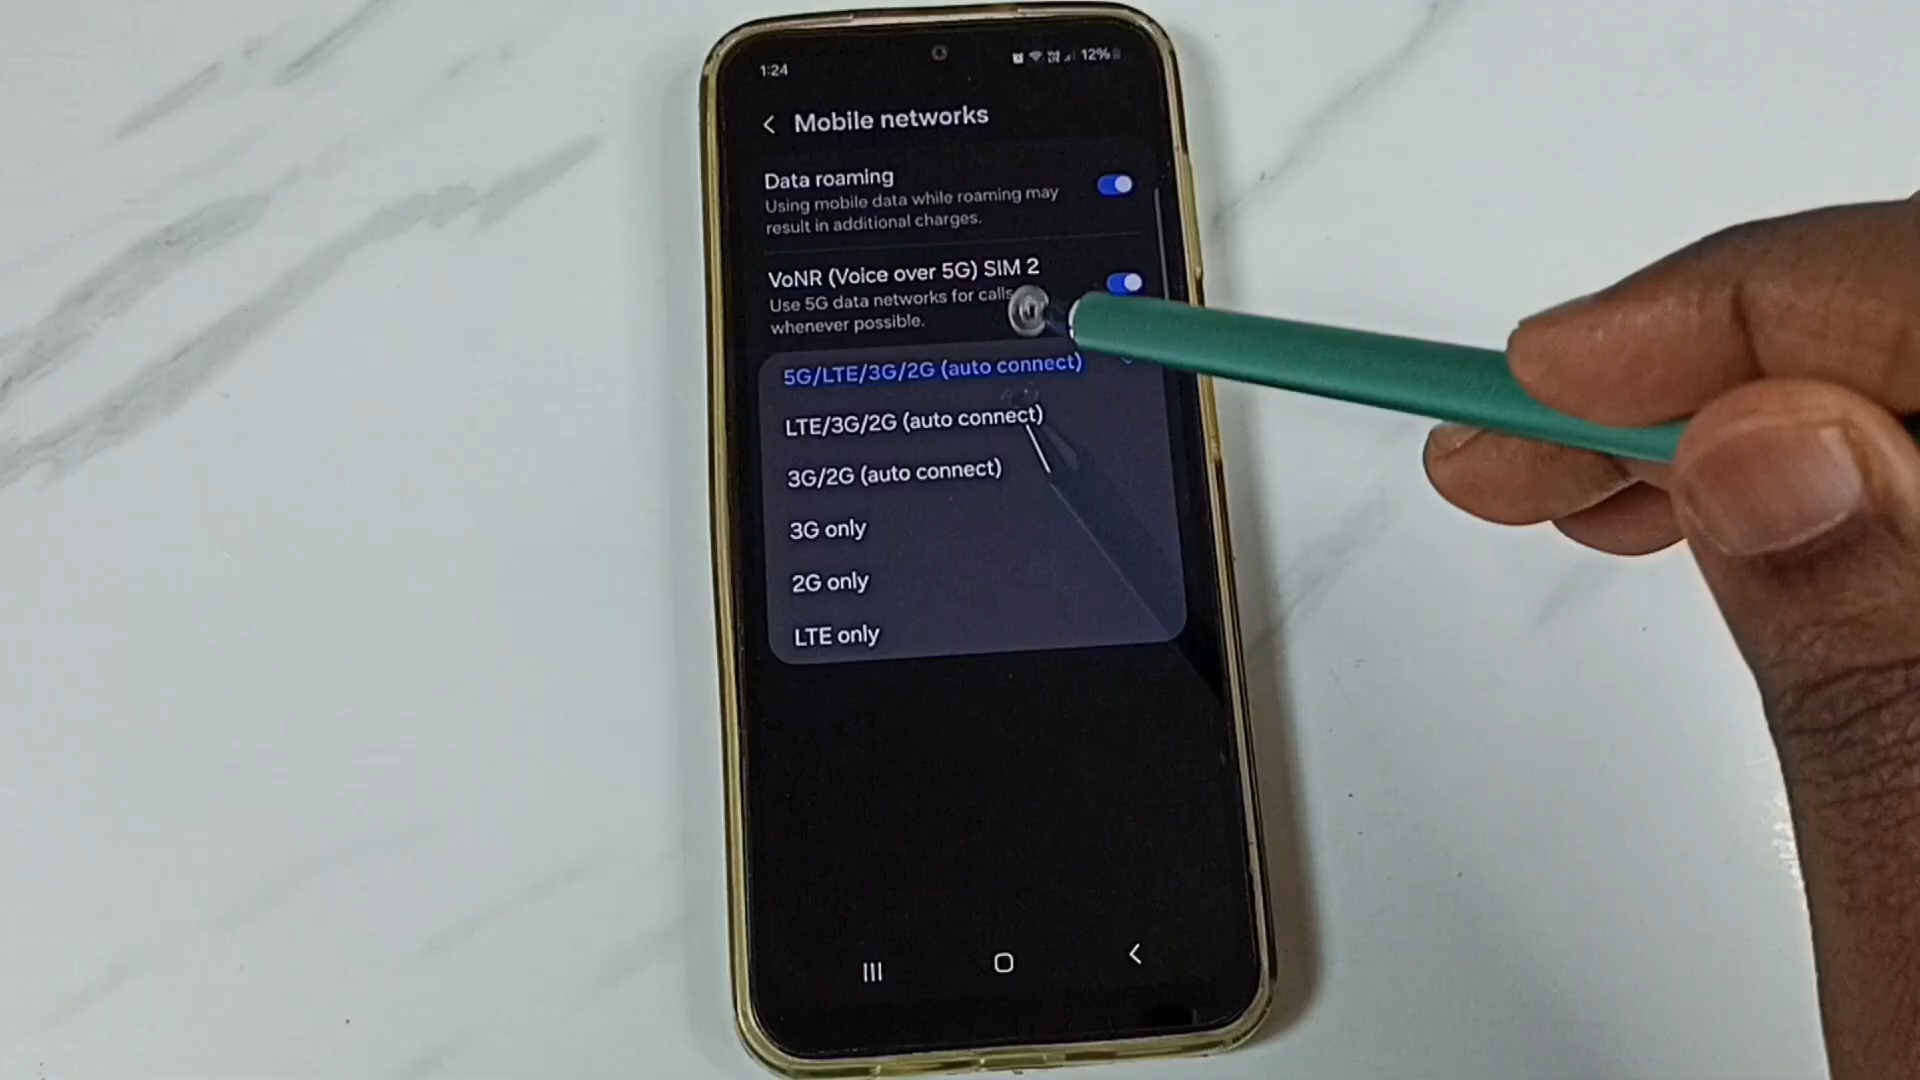 1:24
12%
Mobile networks
Data roaming
Using mobile data while roaming may
result in additional charges.
VoNR (Voice over 5G) SIM 2
Use 5G data networks for calls
whenever possible.
5G/LTE/3G/2G (auto connect)
LTE/3G/2G (auto connect)
3G/2G (auto connect)
3G only
2G only
LTE only